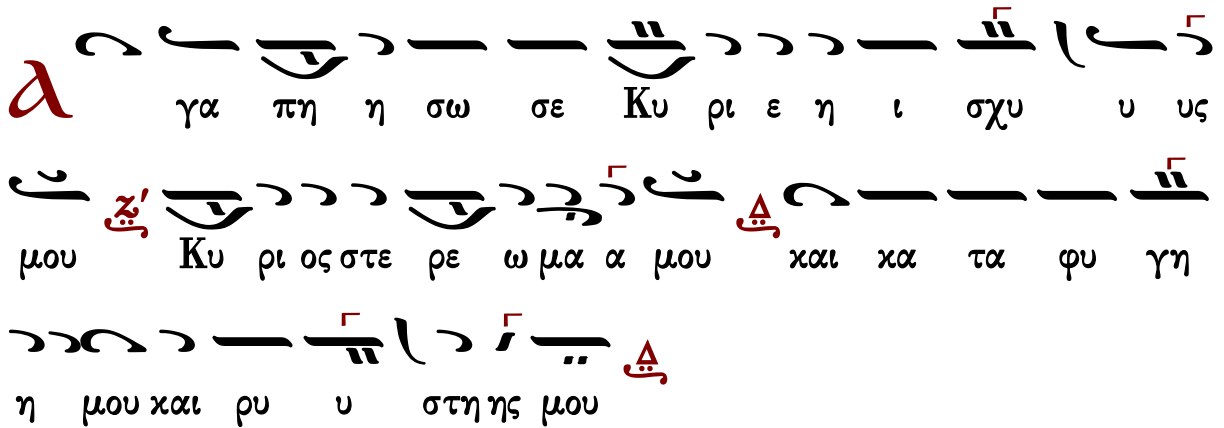 α γα πη η σω σε Κυ ρι ε η ι σχυ υ υς
μου ζ′ Κυ ρι ος στε ρε ω μα α μου Δ και κα τα φυ γη
η μου και ρυ υ στη ης μου Δ